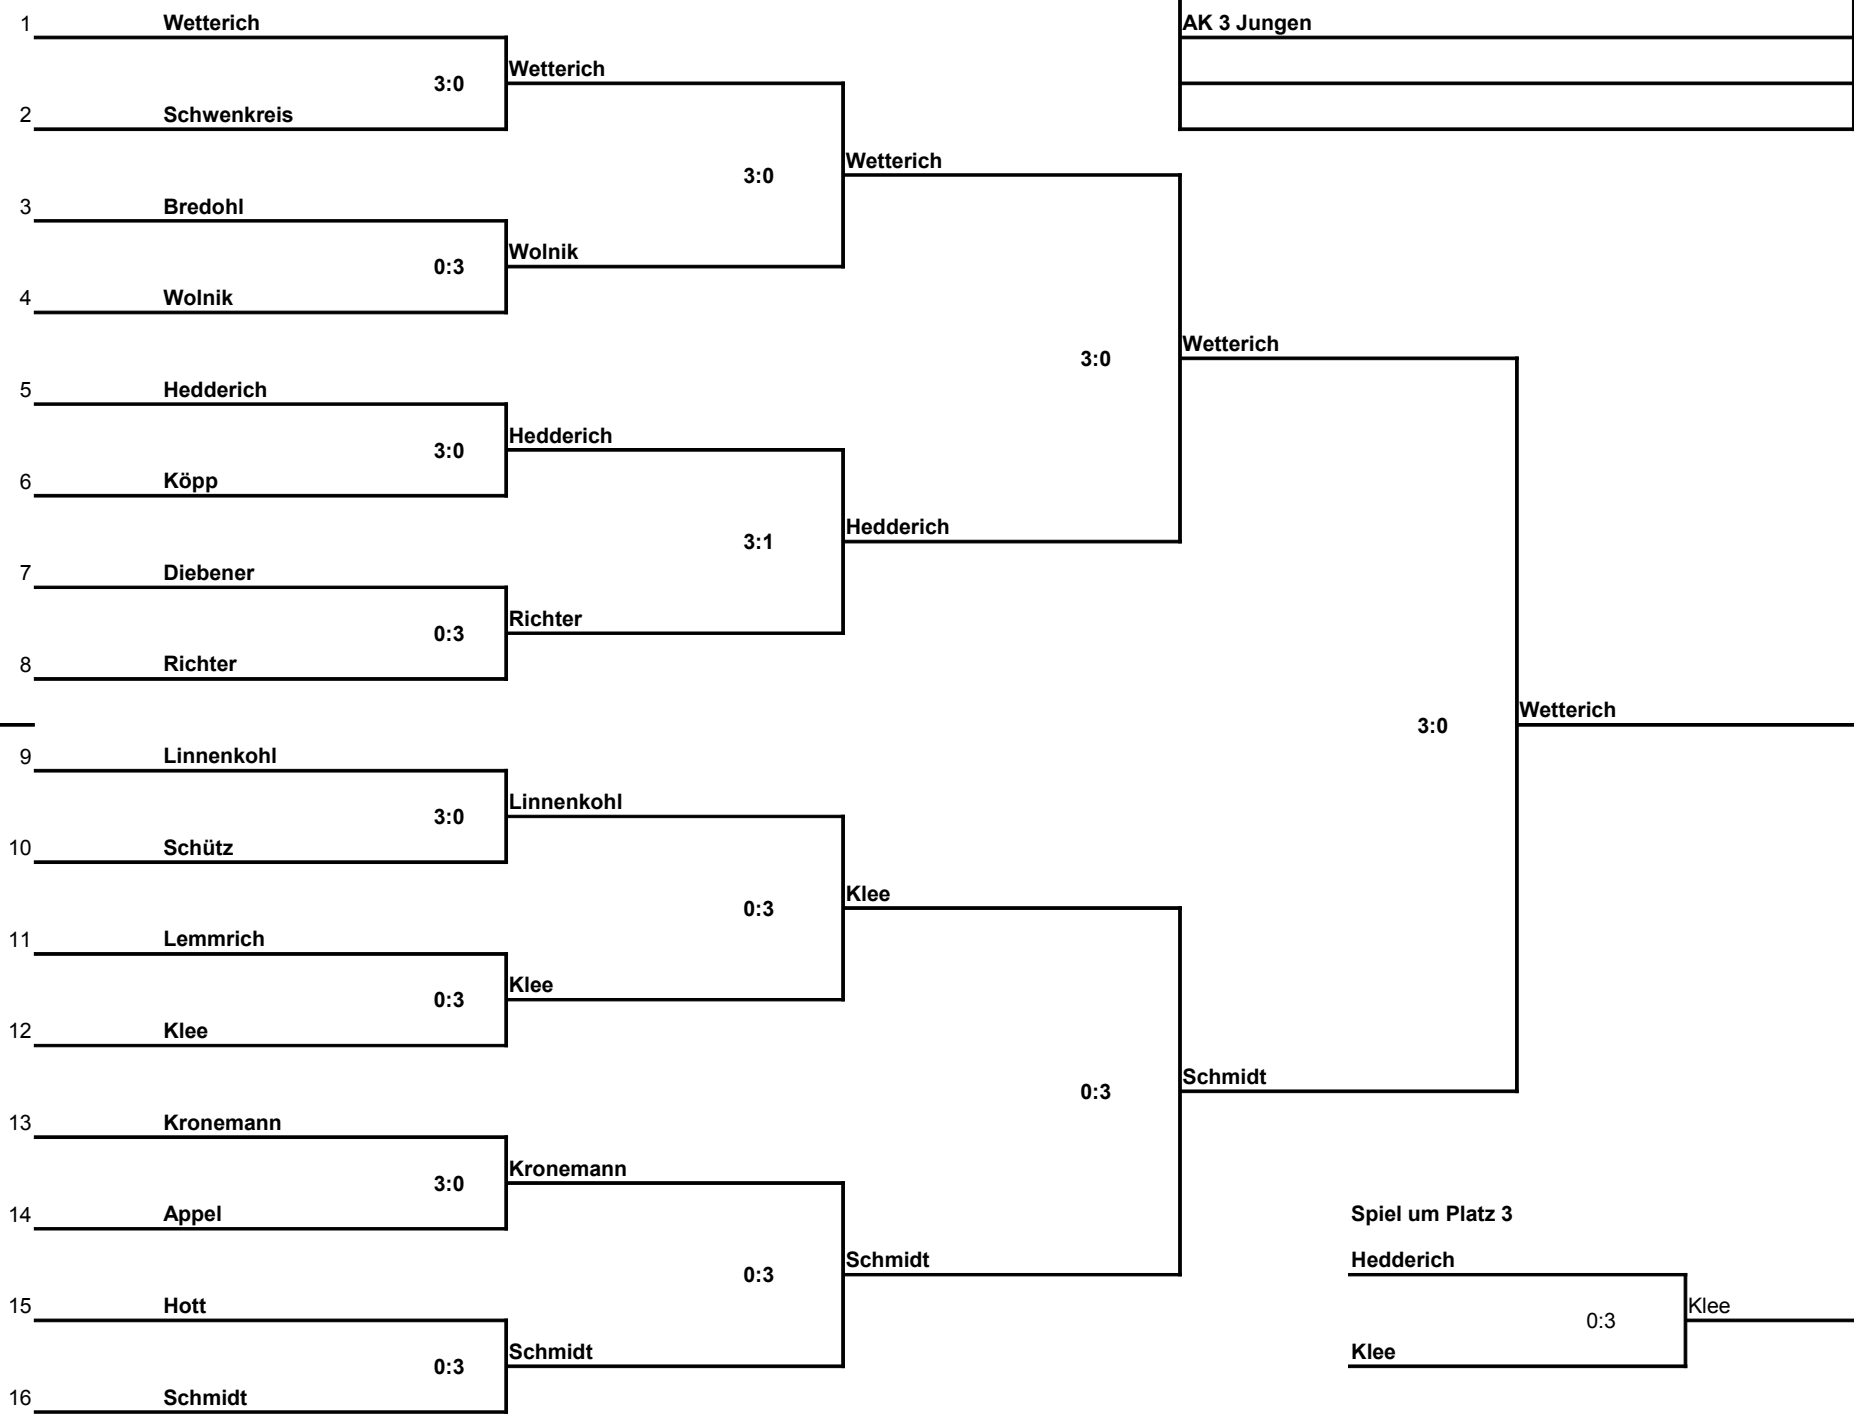 1 Wetterich AK 3 Jungen
Wetterich
3:0
2 Schwenkreis
Wetterich
3:0
3 Bredohl
Wolnik
0:3
4 Wolnik
Wetterich
3:0
5 Hedderich
Hedderich
3:0
6 Köpp
Hedderich
3:1
7 Diebener
Richter
0:3
8 Richter
Wetterich
3:0
9 Linnenkohl
Linnenkohl
3:0
10 Schütz
Klee
0:3
11 Lemmrich
Klee
0:3
12 Klee
Schmidt
0:3
13 Kronemann
Kronemann
3:0
14 Appel Spiel um Platz 3
Schmidt Hedderich
0:3
15 Hott Klee
0:3
Schmidt Klee
0:3
16 Schmidt